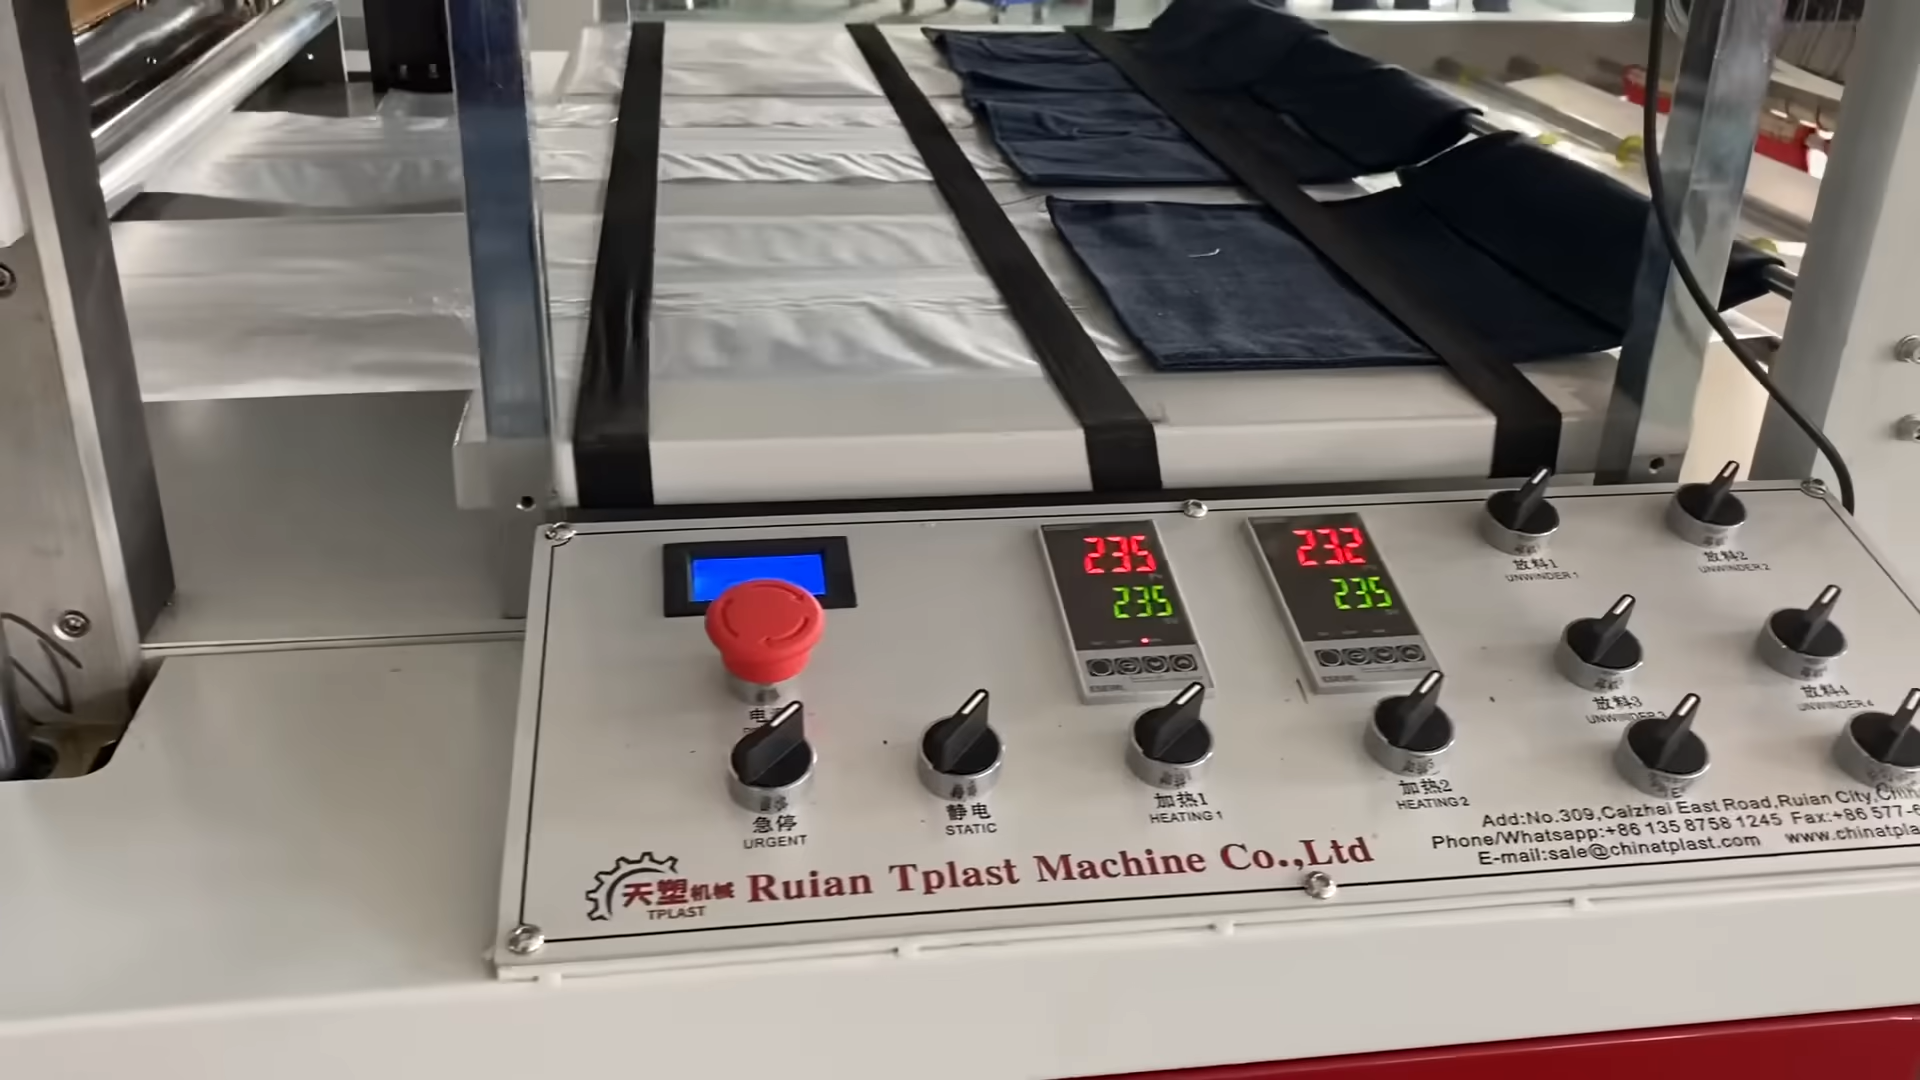 235
235
232
235
放料1
UNWINDER 1
放料2
UNWINDER 2
放料3
UNWINDER 3
放料4
UNWINDER 4
急停
URGENT
静电
STATIC
加热1
HEATING 1
加热2
HEATING 2
天塑机械
TPLAST
Ruian Tplast Machine Co.,Ltd
Add:No.309,Caizhai East Road,Ruian City,China
Phone/Whatsapp:+86 135 8758 1245 Fax:+86 577-6
E-mail:sale@chinatplast.com www.chinatpla